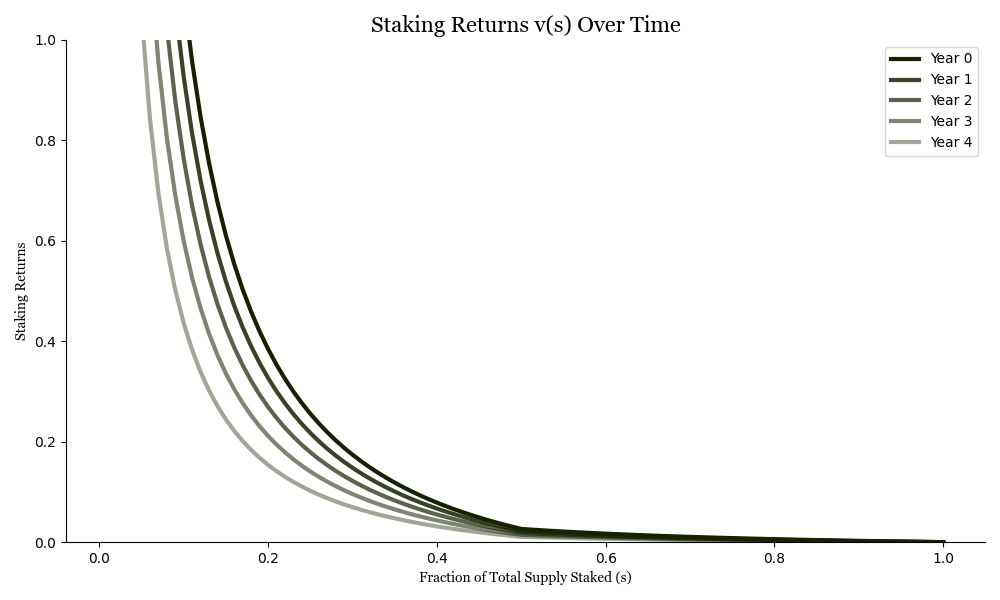 Staking Returns v(s) Over Time
Year 0
Year 1
Year 2
Year 3
Year 4
Staking Returns
1.0
0.8
0.6
0.4
0.2
0.0
0.0 0.2 0.4 0.6 0.8 1.0
Fraction of Total Supply Staked (s)